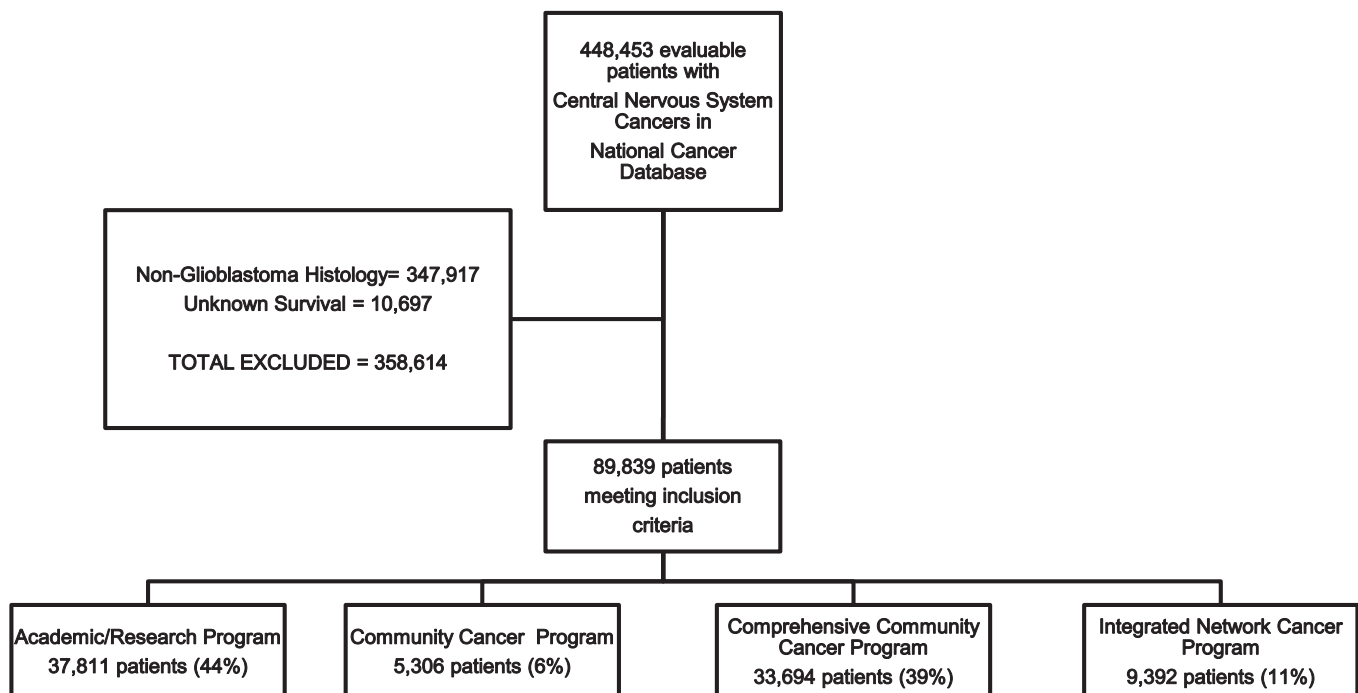 448,453 evaluable
patients with
Central Nervous System
Cancers in
National Cancer
Database
Non-Glioblastoma Histology= 347,917
Unknown Survival = 10,697
TOTAL EXCLUDED = 358,614
89,839 patients
meeting inclusion
criteria
Academic/Research Program
37,811 patients (44%)
Community Cancer Program
5,306 patients (6%)
Comprehensive Community
Cancer Program
33,694 patients (39%)
Integrated Network Cancer
Program
9,392 patients (11%)